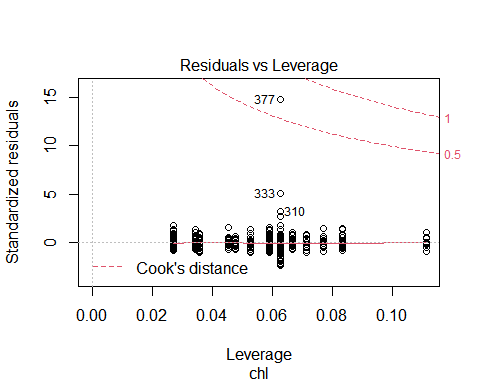 Residuals vs Leverage
Standardized residuals
15
10
5
0
377
333
310
1
0.5
Cook's distance
0.00 0.02 0.04 0.06 0.08 0.10
Leverage
chl